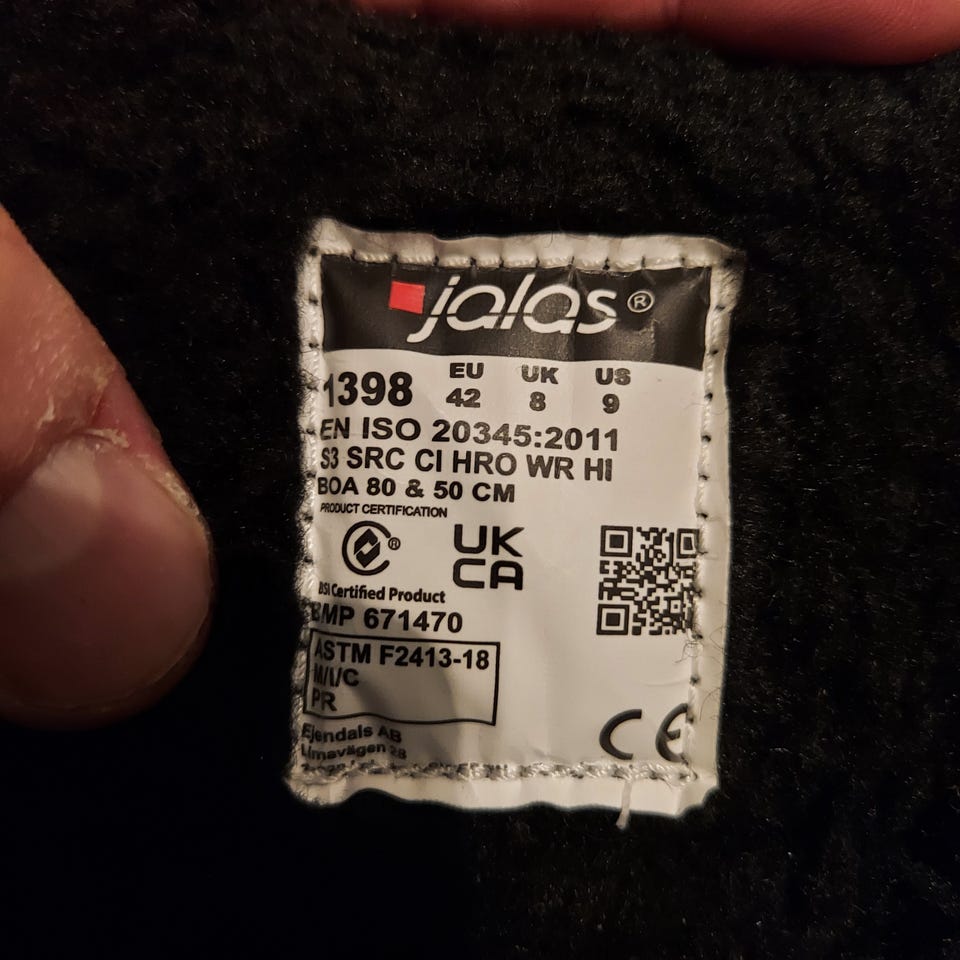 jalas®
EU UK US
1398 42 8 9
EN ISO 20345:2011
S3 SRC CI HRO WR HI
BOA 80 & 50 CM
PRODUCT CERTIFICATION
UK
CA
BSI Certified Product
BMP 671470
ASTM F2413-18
M/I/C
PR
Ejendals AB
Limavägen 28
CE